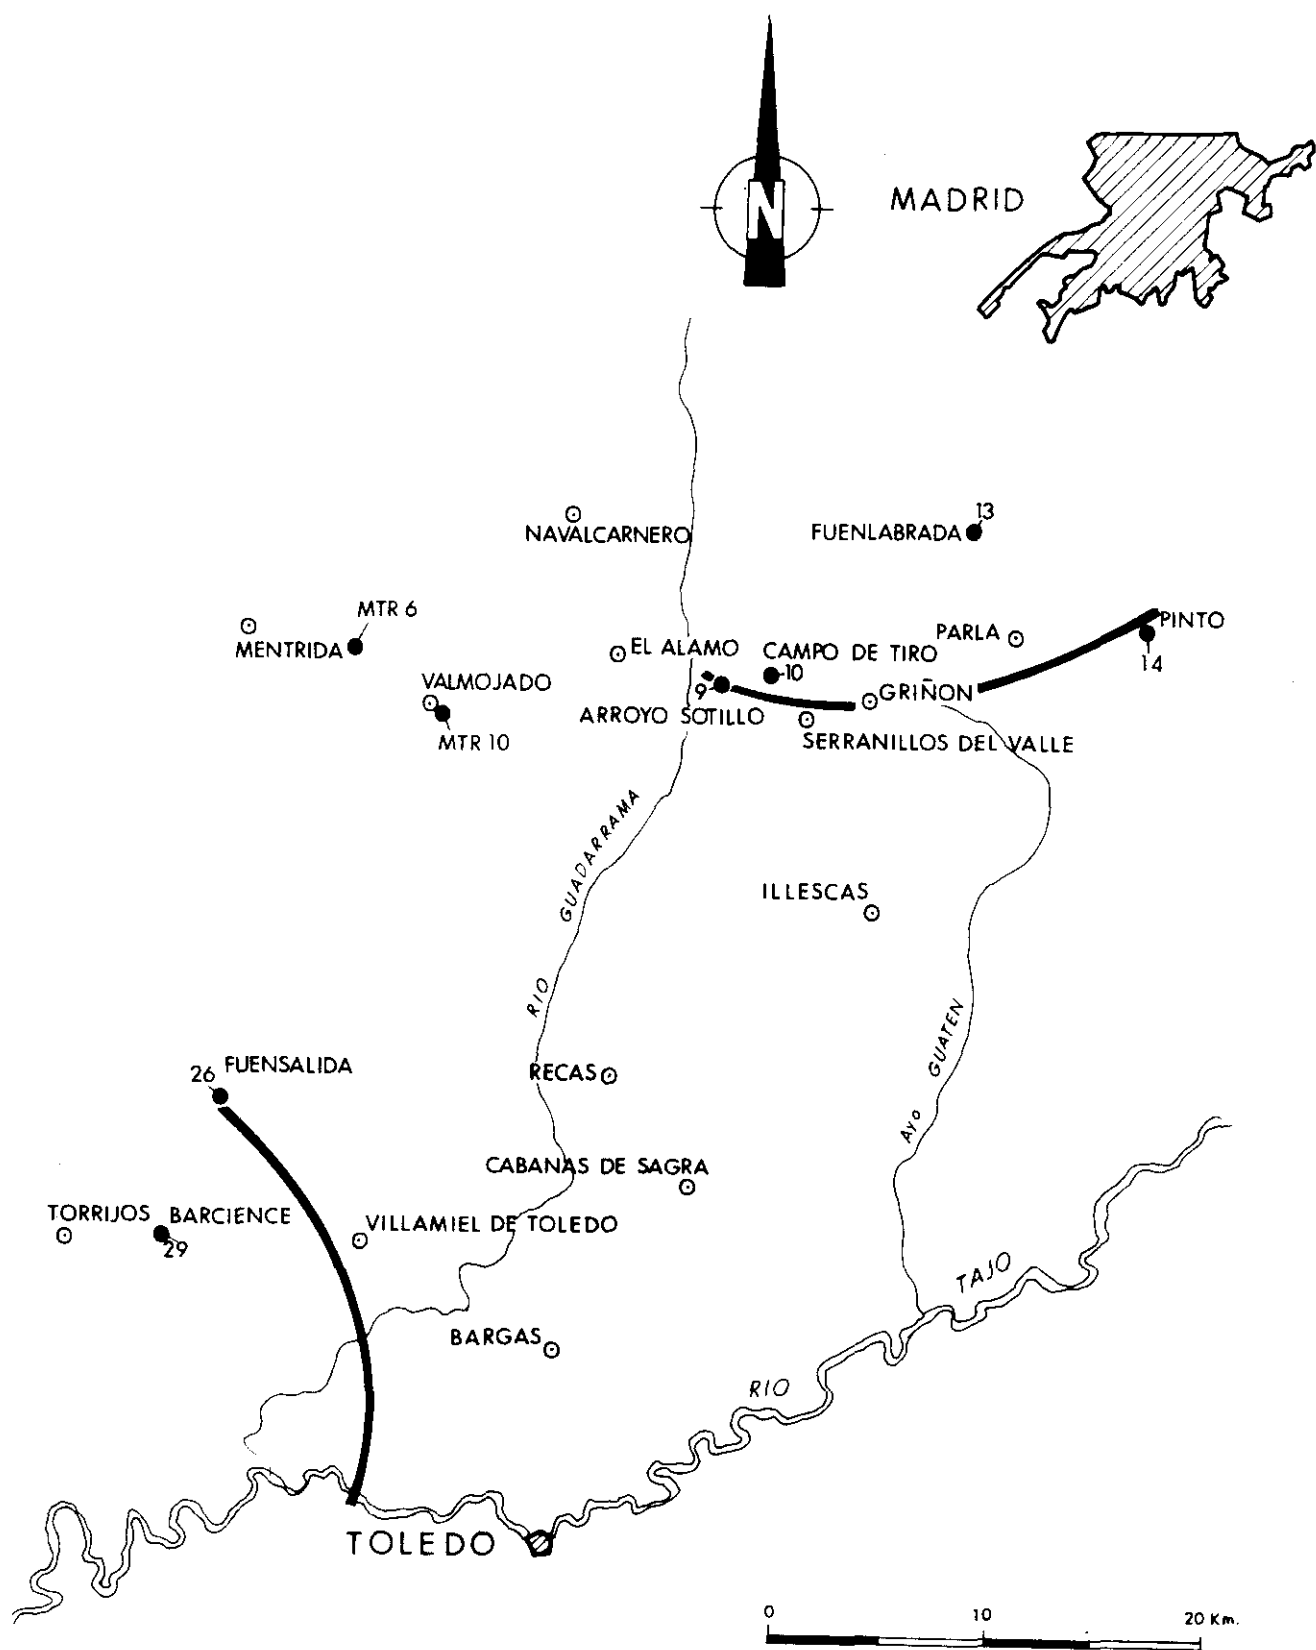 N
MADRID
13
NAVALCARNERO
FUENLABRADA
MTR 6
MENTRIDA
EL ALAMO
CAMPO DE TIRO
PARLA
PINTO
14
10
9
VALMOJADO
MTR 10
GRIÑON
ARROYO SOTILLO
SERRANILLOS DEL VALLE
RIO GUADARRAMA
ILLESCAS
Ayo GUATEN
26 FUENSALIDA
RECAS
CABANAS DE SAGRA
TORRIJOS
BARCIENCE
29
VILLAMIEL DE TOLEDO
BARGAS
RIO TAJO
TOLEDO
0 10 20 Km.